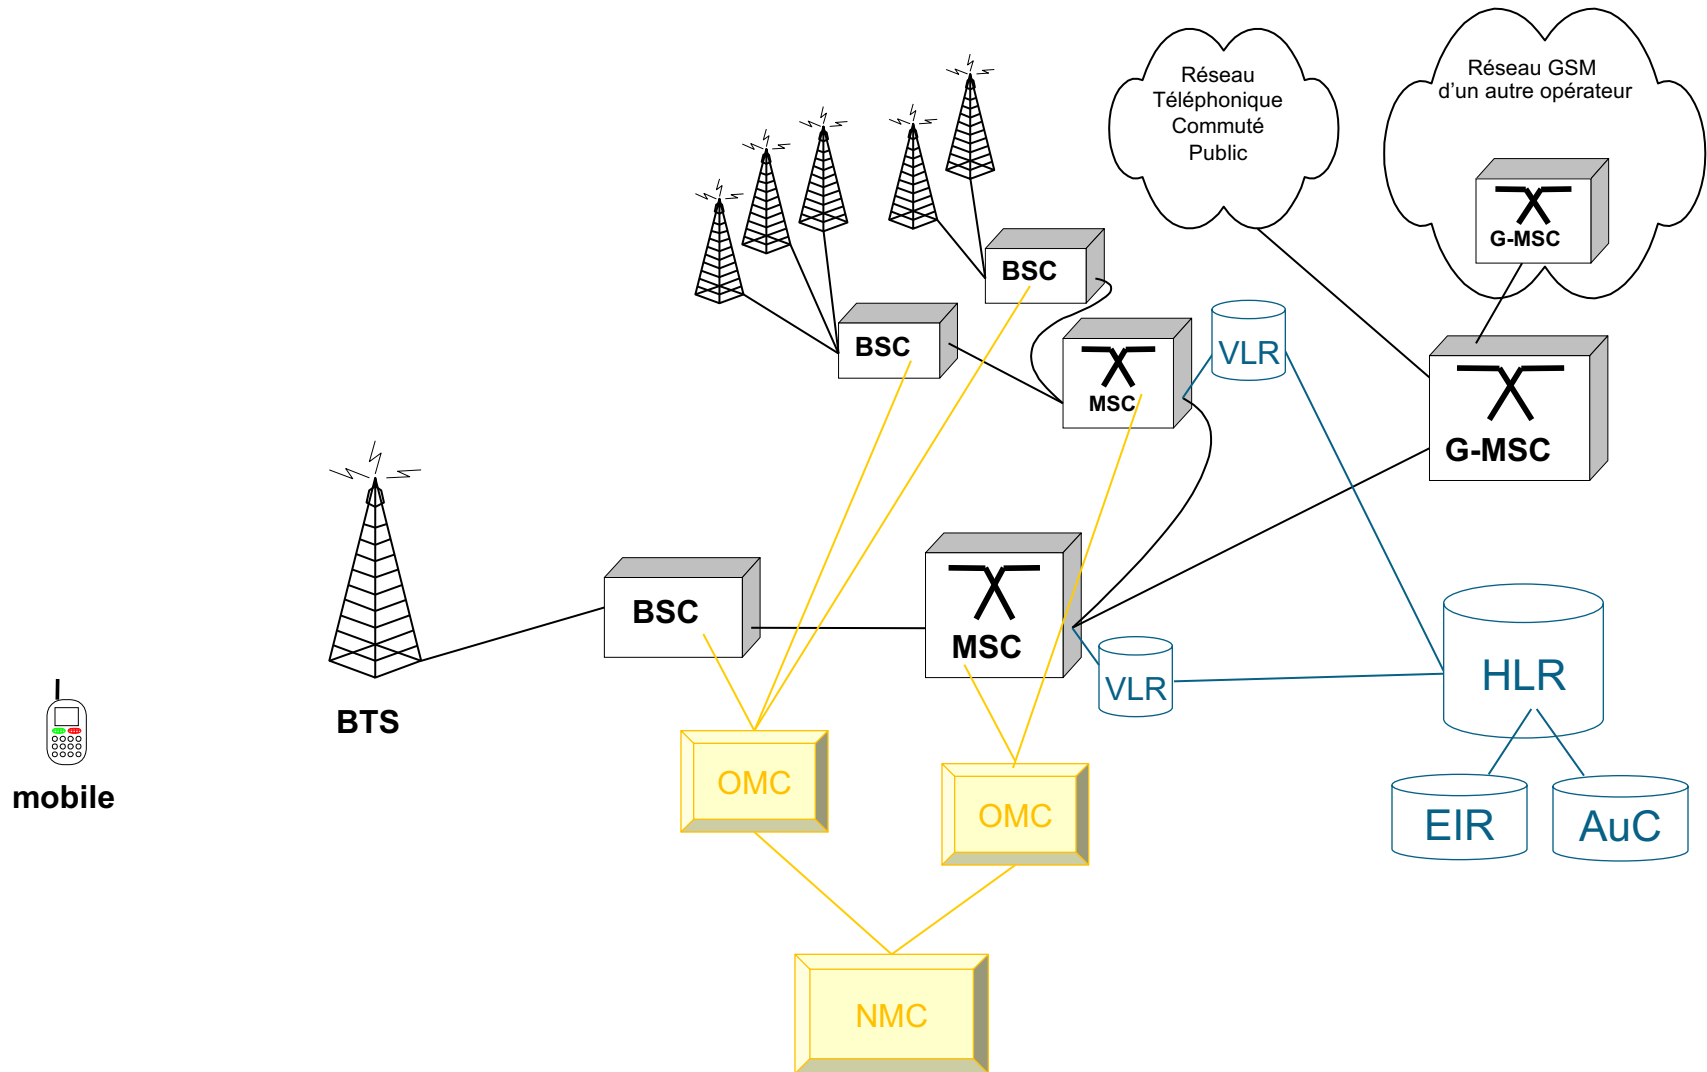 Réseau
Téléphonique
Commuté
Public
Réseau GSM
d'un autre opérateur
G-MSC
BSC
BSC
VLR
MSC
G-MSC
BSC
MSC
VLR
HLR
BTS
mobile
OMC
OMC
EIR
AuC
NMC